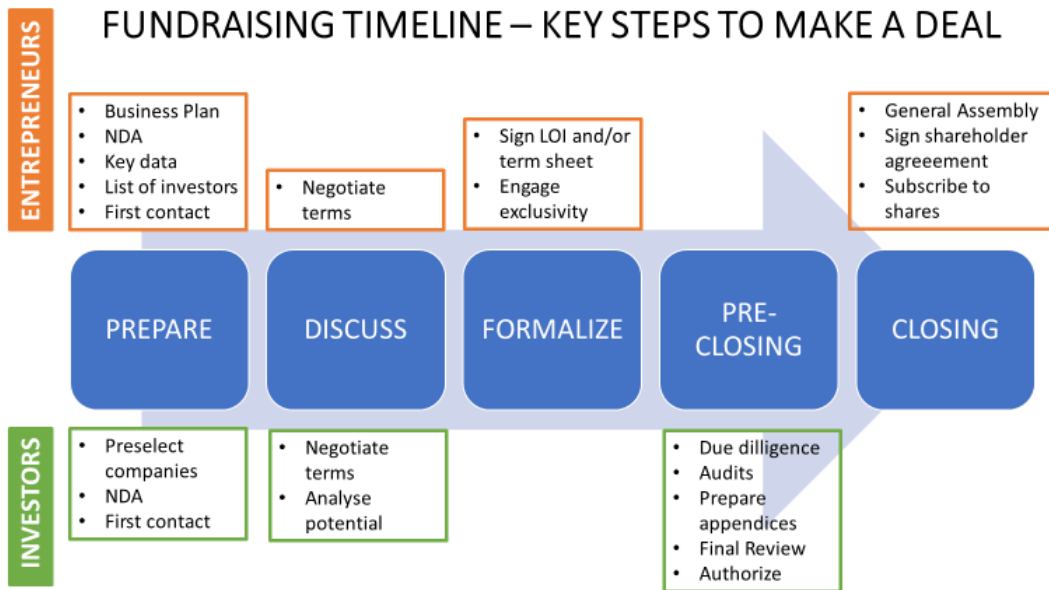 FUNDRAISING TIMELINE – KEY STEPS TO MAKE A DEAL
ENTREPRENEURS
• Business Plan
• NDA
• Key data
• List of investors
• First contact
• Negotiate
terms
• Sign LOI and/or
term sheet
• Engage
exclusivity
• General Assembly
• Sign shareholder
agreeement
• Subscribe to
shares
PREPARE
DISCUSS
FORMALIZE
PRE-
CLOSING
CLOSING
INVESTORS
• Preselect
companies
• NDA
• First contact
• Negotiate
terms
• Analyse
potential
• Due dilligence
• Audits
• Prepare
appendices
• Final Review
• Authorize